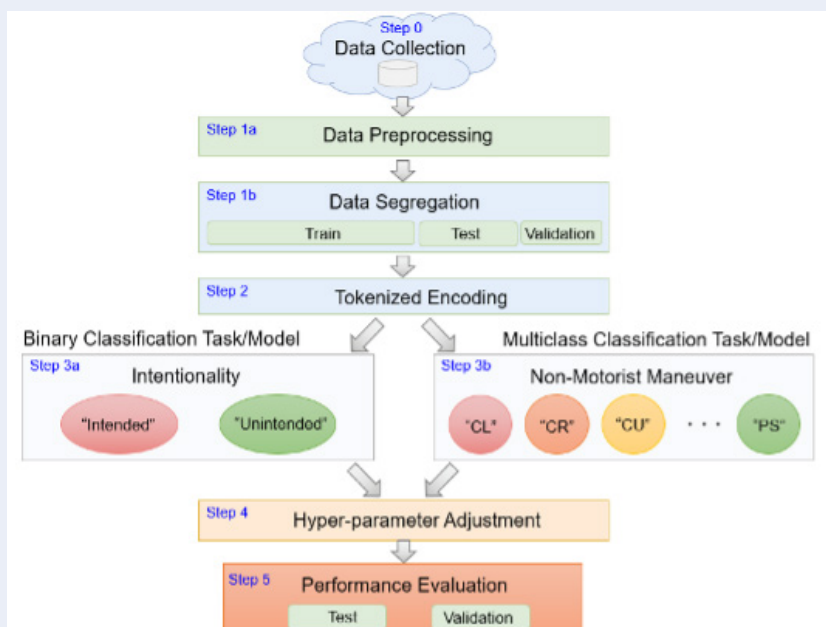 Step 0
Data Collection
Step 1a
Data Preprocessing
Step 1b
Data Segregation
Train Test Validation
Step 2
Tokenized Encoding
Binary Classification Task/Model
Step 3a
Intentionality
"Intended" "Unintondod"
Multiclass Classification Task/Model
Step 3b
Non-Motorist Maneuver
"CL" "CR" "CU" · · · "PS"
Step 4
Hyper-parameter Adjustment
Step 5
Performance Evaluation
Test Validation